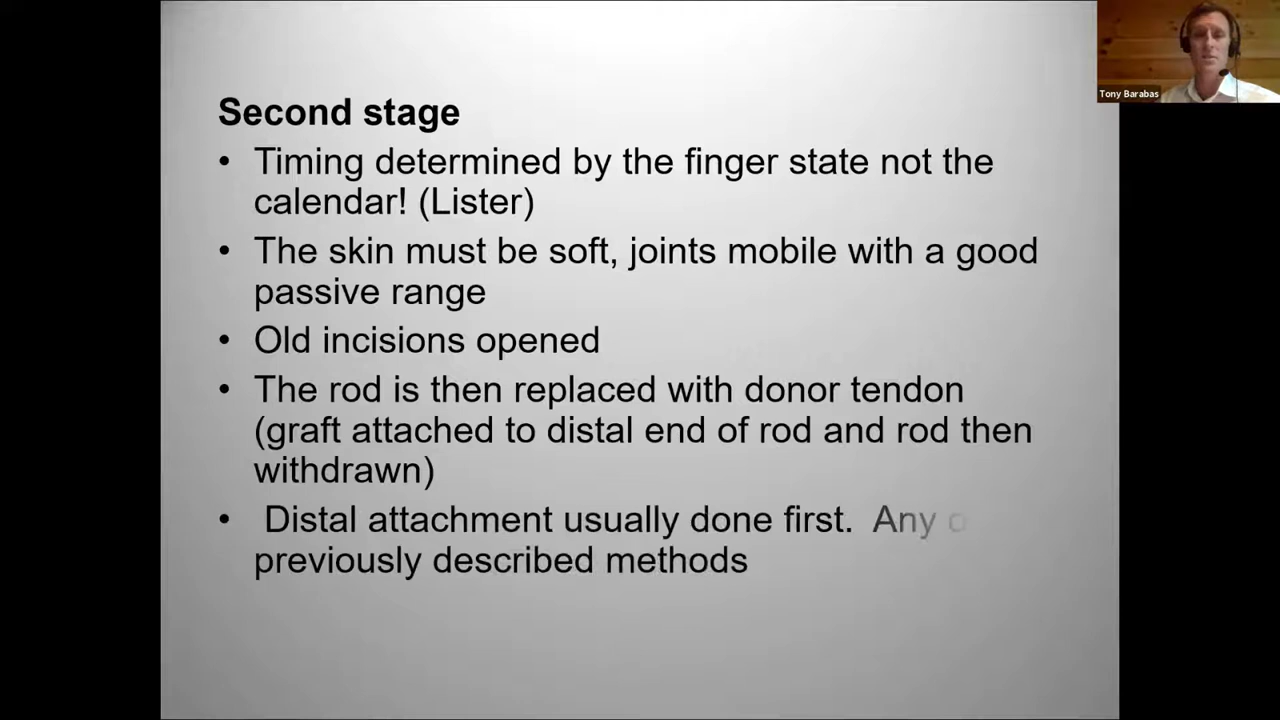 Second stage
• Timing determined by the finger state not the
calendar! (Lister)
• The skin must be soft, joints mobile with a good
passive range
• Old incisions opened
• The rod is then replaced with donor tendon
(graft attached to distal end of rod and rod then
withdrawn)
• Distal attachment usually done first. Any
previously described methods
Tony Barabas